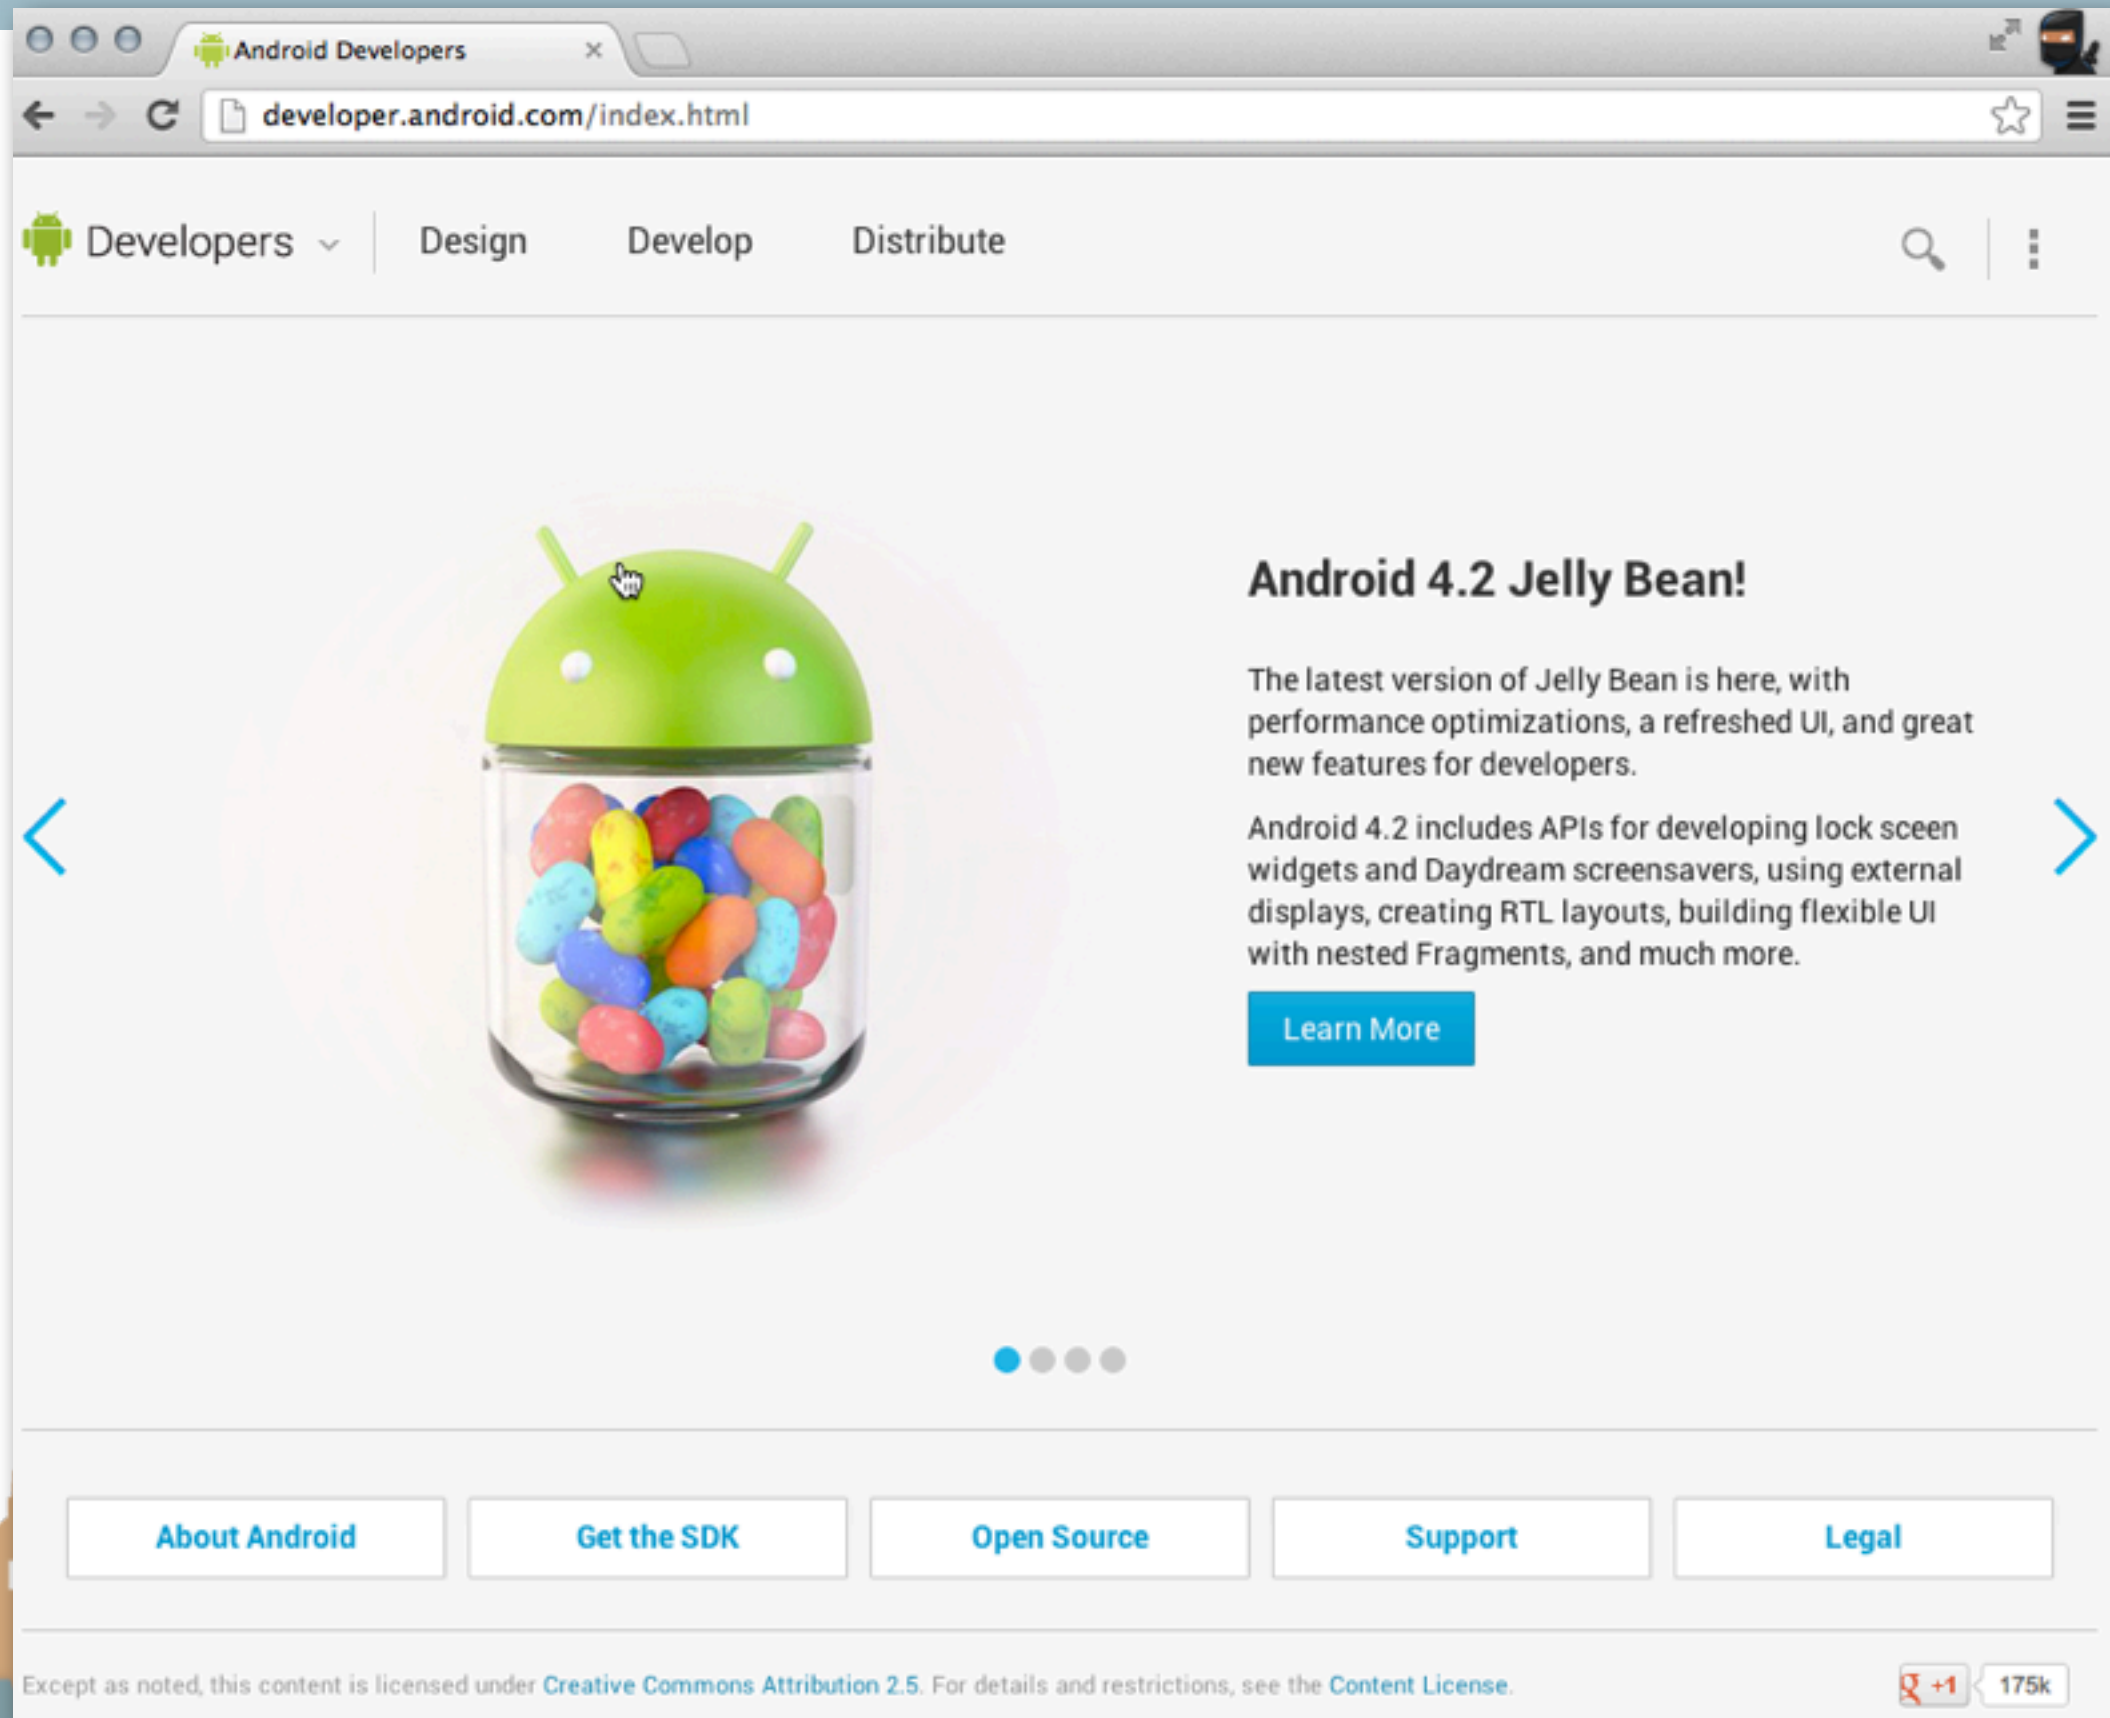 Android Developers
developer.android.com/index.html
Developers Design Develop Distribute
Android 4.2 Jelly Bean!
The latest version of Jelly Bean is here, with
performance optimizations, a refreshed UI, and great
new features for developers.
Android 4.2 includes APIs for developing lock sceen
widgets and Daydream screensavers, using external
displays, creating RTL layouts, building flexible UI
with nested Fragments, and much more.
Learn More
About Android Get the SDK Open Source Support Legal
Except as noted, this content is licensed under Creative Commons Attribution 2.5. For details and restrictions, see the Content License.
g +1 175k